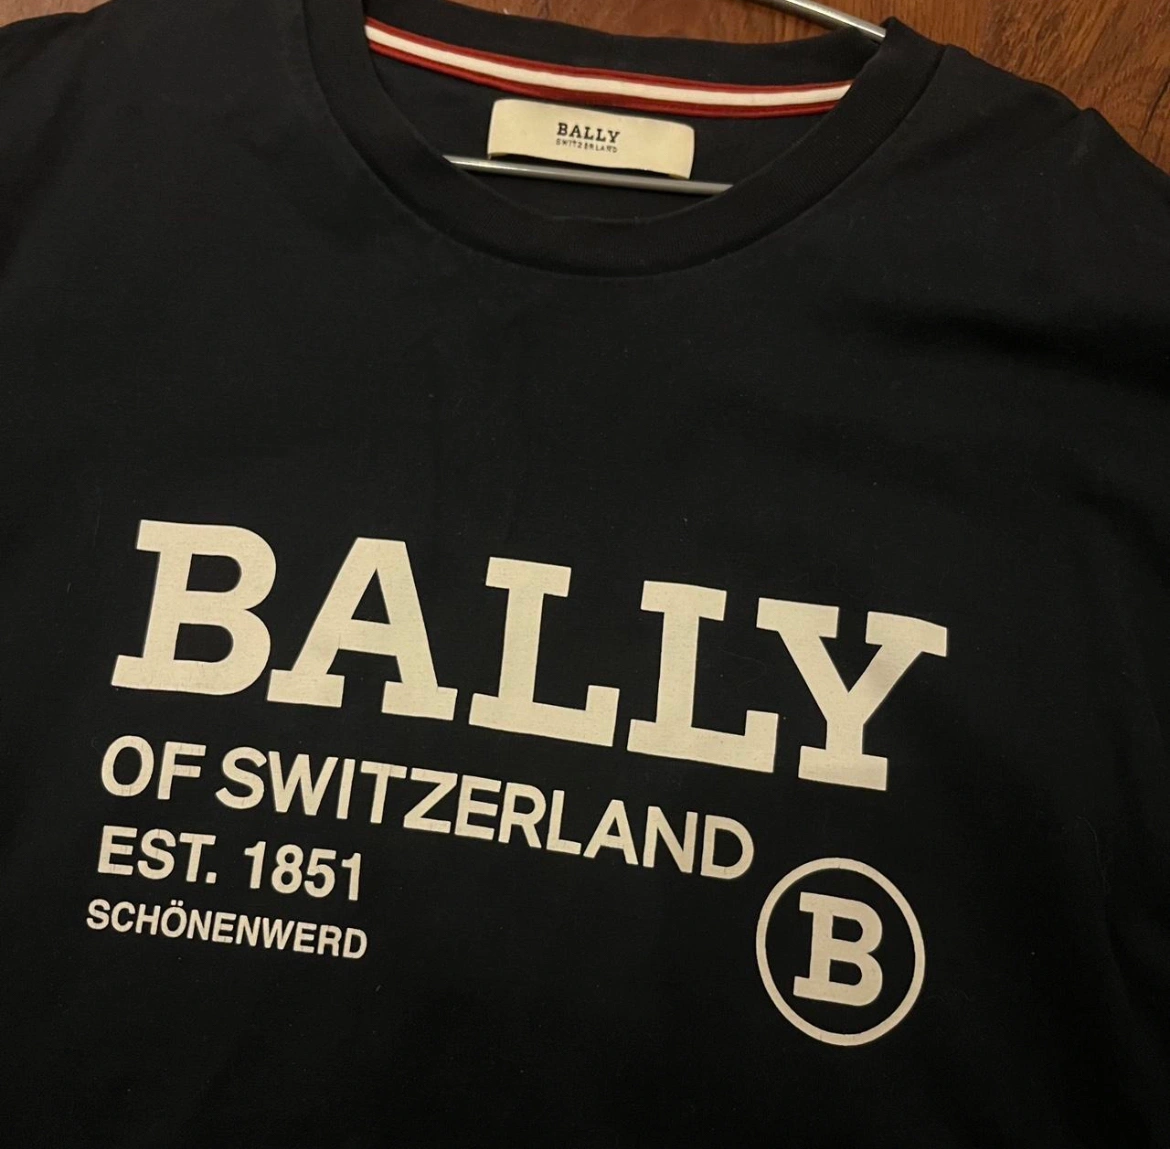 BALLY
SWITZERLAND
BALLY
OF SWITZERLAND
EST. 1851
SCHÖNENWERD
B